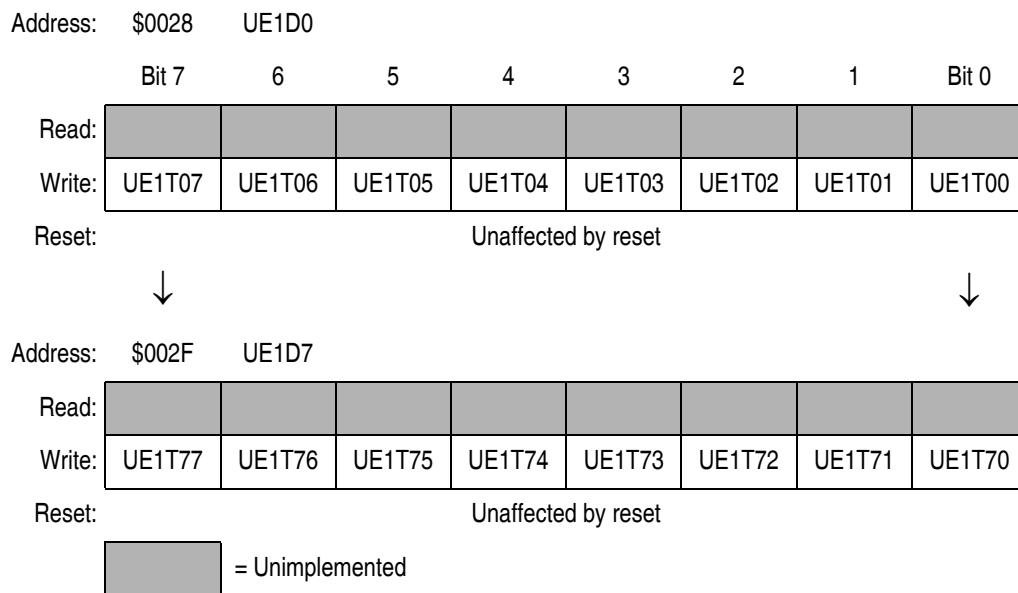 Address: $0028 UE1D0
Bit 7 6 5 4 3 2 1 Bit 0
Read:
Write: UE1T07 UE1T06 UE1T05 UE1T04 UE1T03 UE1T02 UE1T01 UE1T00
Reset: Unaffected by reset
↓ ↓
Address: $002F UE1D7
Read:
Write: UE1T77 UE1T76 UE1T75 UE1T74 UE1T73 UE1T72 UE1T71 UE1T70
Reset: Unaffected by reset
= Unimplemented